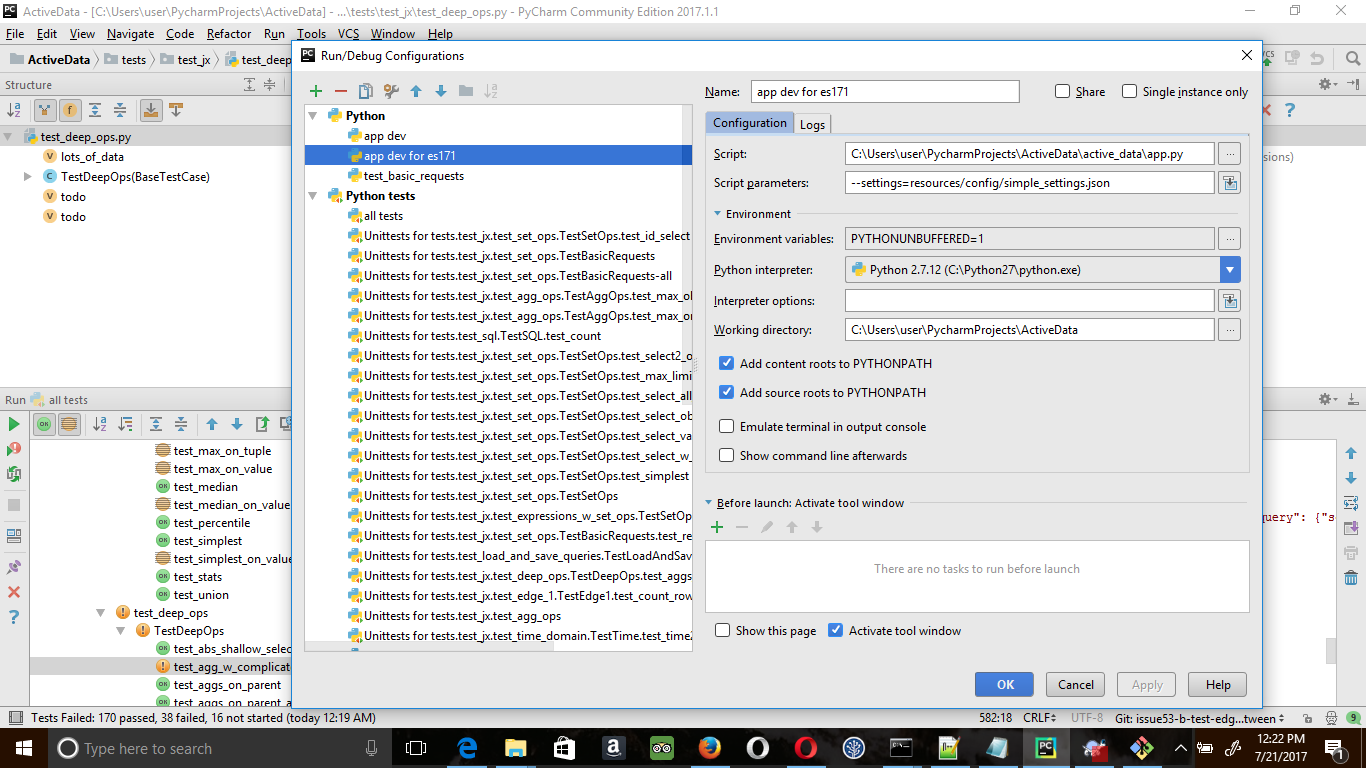 ActiveData - [C:\Users\user\PycharmProjects\ActiveData] - ...\tests\test_jx\test_deep_ops.py - PyCharm Community Edition 2017.1.1
File Edit View Navigate Code Refactor Run Tools VCS Window Help
ActiveData tests test_jx test_deep
Structure
test_deep_ops.py
lots_of_data
TestDeepOps(BaseTestCase)
todo
todo
Run all tests
test_max_on_tuple
test_max_on_value
test_median
test_median_on_value
test_percentile
test_simplest
test_simplest_on_value
test_stats
test_union
test_deep_ops
TestDeepOps
test_abs_shallow_selec
test_agg_w_complicat
test_aggs_on_parent
test_aggs_on_parent_a
Run/Debug Configurations
Python
app dev
app dev for es171
test_basic_requests
Python tests
all tests
Unittests for tests.test_jx.test_set_ops.TestSetOps.test_id_select
Unittests for tests.test_jx.test_set_ops.TestBasicRequests
Unittests for tests.test_jx.test_set_ops.TestBasicRequests-all
Unittests for tests.test_jx.test_agg_ops.TestAggOps.test_max_o
Unittests for tests.test_jx.test_agg_ops.TestAggOps.test_max_o
Unittests for tests.test_sql.TestSQL.test_count
Unittests for tests.test_jx.test_set_ops.TestSetOps.test_select2_o
Unittests for tests.test_jx.test_set_ops.TestSetOps.test_max_limi
Unittests for tests.test_jx.test_set_ops.TestSetOps.test_select_all
Unittests for tests.test_jx.test_set_ops.TestSetOps.test_select_ob
Unittests for tests.test_jx.test_set_ops.TestSetOps.test_select_va
Unittests for tests.test_jx.test_set_ops.TestSetOps.test_select_w_
Unittests for tests.test_jx.test_set_ops.TestSetOps.test_simplest
Unittests for tests.test_jx.test_set_ops.TestSetOps
Unittests for tests.test_jx.test_expressions_w_set_ops.TestSetOp
Unittests for tests.test_jx.test_set_ops.TestBasicRequests.test_re
Unittests for tests.test_load_and_save_queries.TestLoadAndSav
Unittests for tests.test_jx.test_deep_ops.TestDeepOps.test_aggs
Unittests for tests.test_jx.test_edge_1.TestEdge1.test_count_row
Unittests for tests.test_jx.test_agg_ops
Unittests for tests.test_jx.test_time_domain.TestTime.test_time2
Name: app dev for es171 Share Single instance only
Configuration Logs
Script: C:\Users\user\PycharmProjects\ActiveData\active_data\app.py ...
Script parameters: --settings=resources/config/simple_settings.json
Environment
Environment variables: PYTHONUNBUFFERED=1 ...
Python interpreter: Python 2.7.12 (C:\Python27\python.exe)
Interpreter options:
Working directory: C:\Users\user\PycharmProjects\ActiveData ...
Add content roots to PYTHONPATH
Add source roots to PYTHONPATH
Emulate terminal in output console
Show command line afterwards
Before launch: Activate tool window
There are no tasks to run before launch
Show this page Activate tool window
OK Cancel Apply Help
VCS
sions)
query": {"s
Tests Failed: 170 passed, 38 failed, 16 not started (today 12:19 AM) 582:18 CRLF UTF-8 Git: issue53-b-test-edg...tween 9
Type here to search
12:22 PM
7/21/2017
1